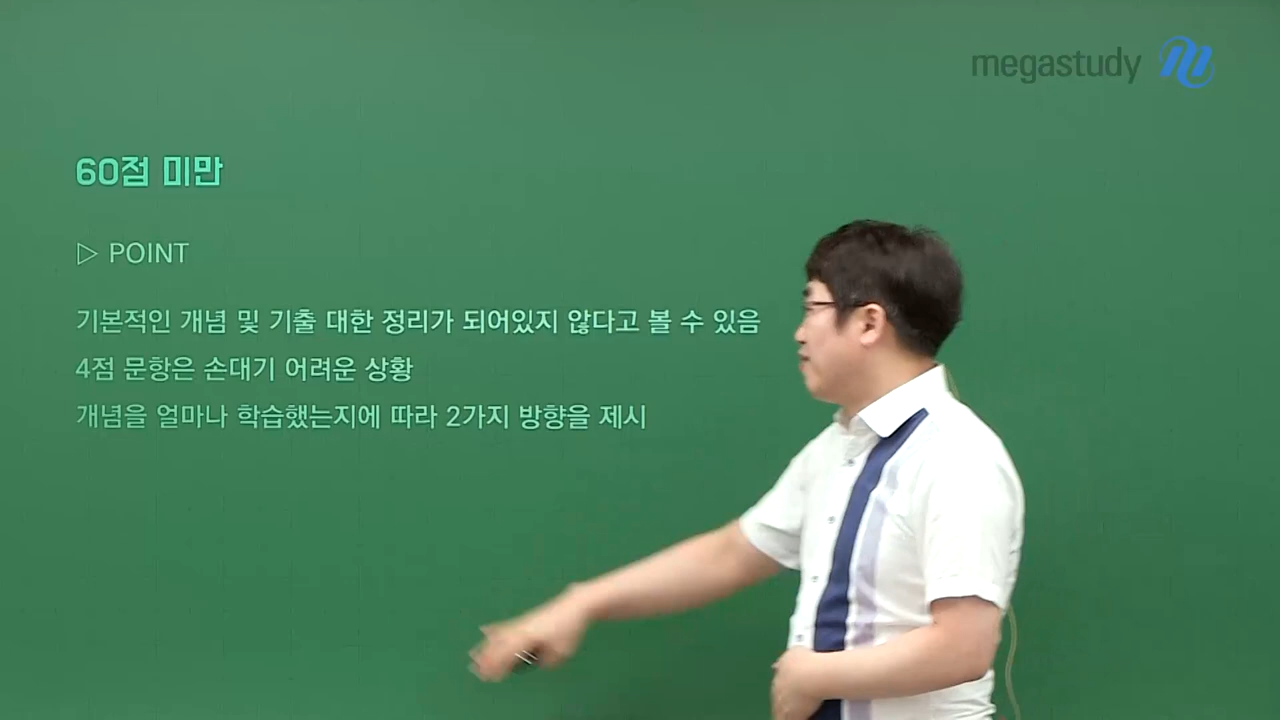 megastudy
60점 미만
▷ POINT
기본적인 개념 및 기출 대한 정리가 되어있지 않다고 볼 수 있음
4점 문항은 손대기 어려운 상황
개념을 얼마나 학습했는지에 따라 2가지 방향을 제시